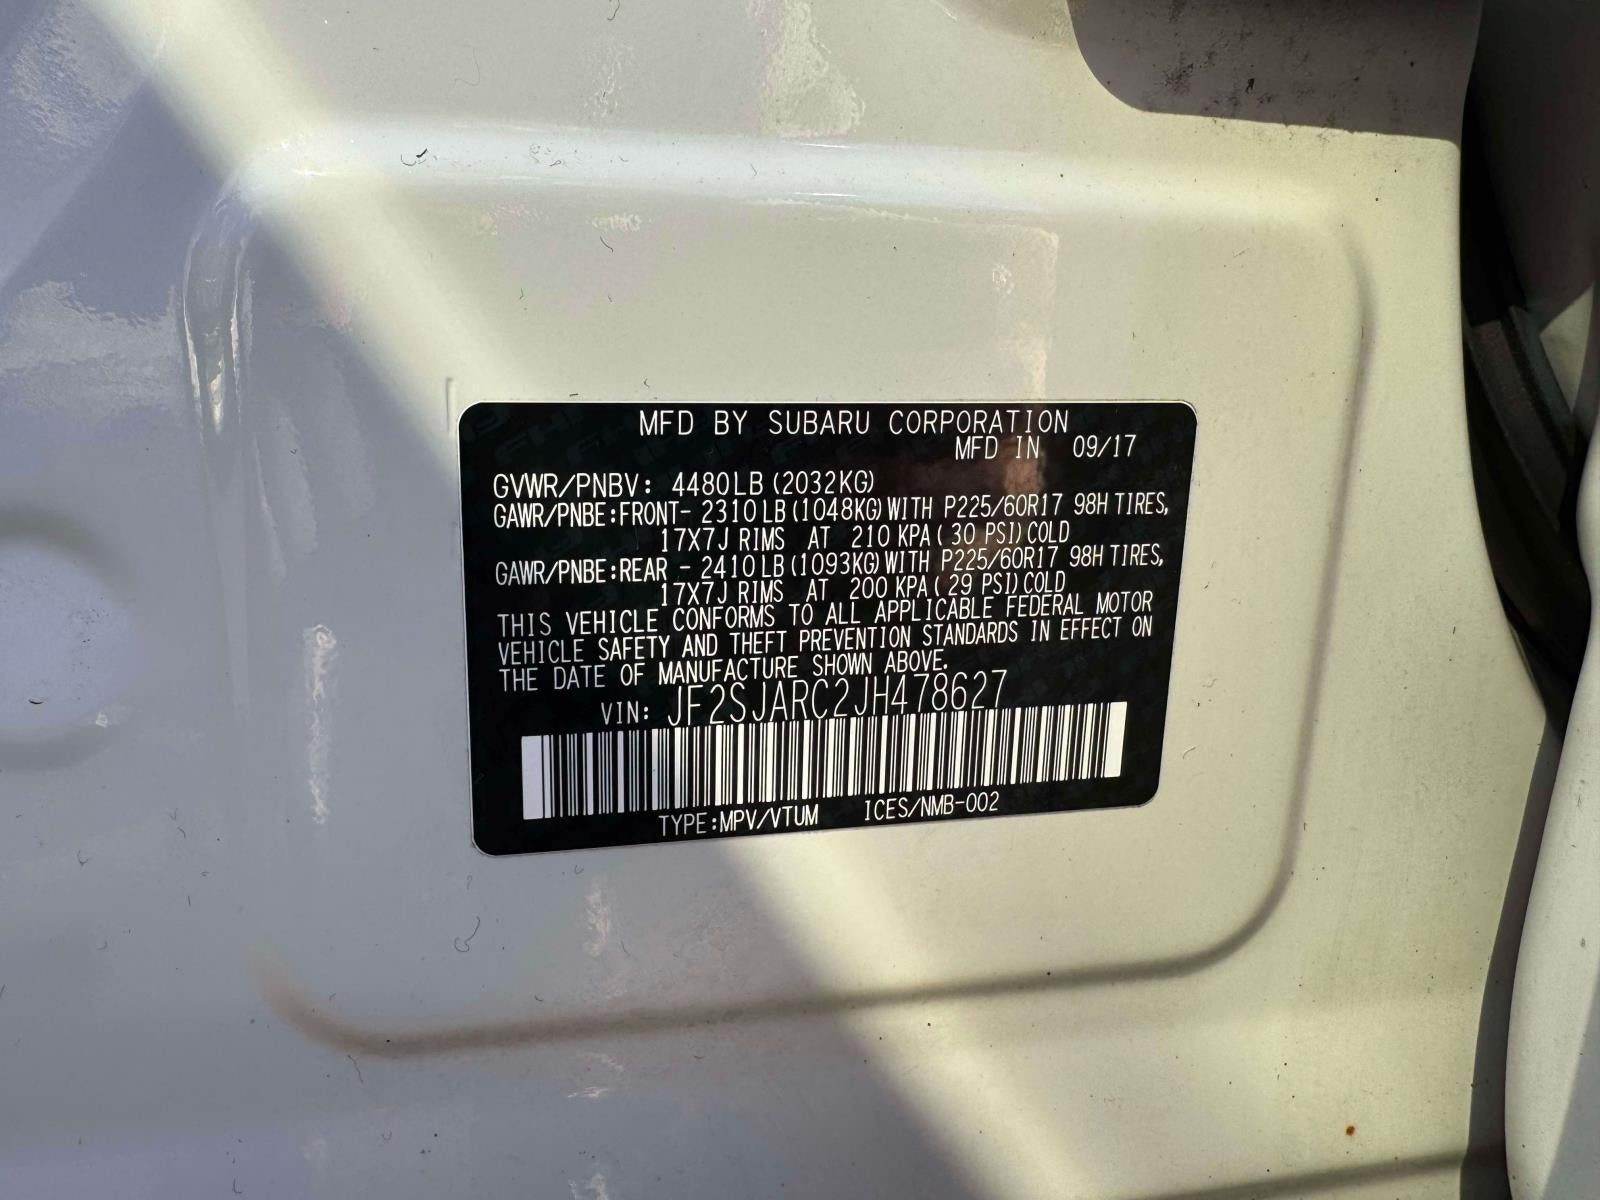 MFD BY SUBARU CORPORATION
MFD IN 09/17
GVWR/PNBV: 4480LB(2032KG)
GAWR/PNBE:FRONT- 2310LB(1048KG)WITH P225/60R17 98H TIRES,
17X7J RIMS AT 210 KPA(30 PSI)COLD
GAWR/PNBE:REAR - 2410LB(1093KG)WITH P225/60R17 98H TIRES,
17X7J RIMS AT 200 KPA(29 PSI)COLD
THIS VEHICLE CONFORMS TO ALL APPLICABLE FEDERAL MOTOR
VEHICLE SAFETY AND THEFT PREVENTION STANDARDS IN EFFECT ON
THE DATE OF MANUFACTURE SHOWN ABOVE.
VIN: JF2SJARC2JH478627
TYPE:MPV/VTUM ICES/NMB-002